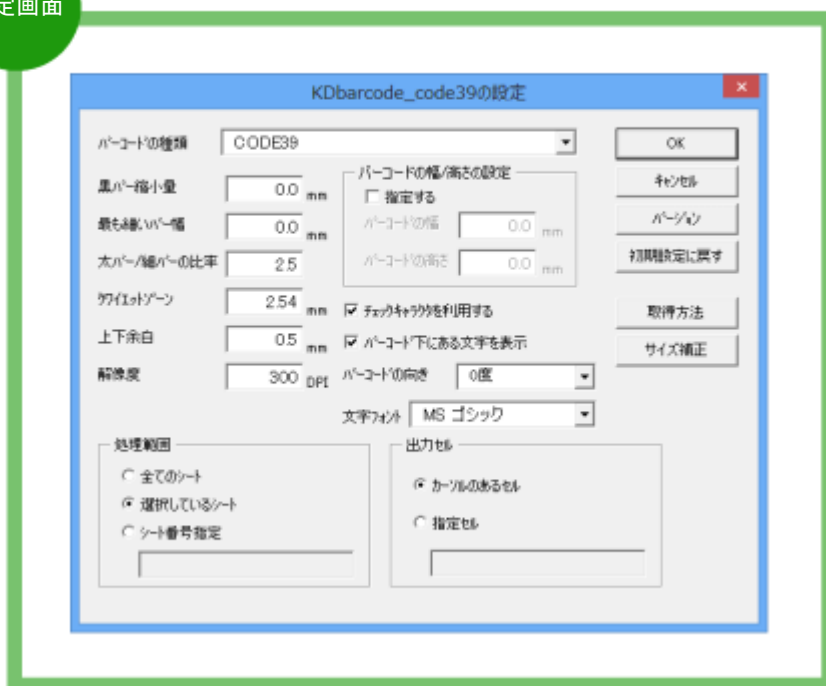 定画面
KDbarcode_code39の設定
バーコードの種類 CODE39
OK
黒バー縮小量 0.0 mm
バーコードの幅/高さの設定
指定する
キャンセル
最も細いバー幅 0.0 mm
バーコードの幅 0.0 mm
バージョン
太バー/細バーの比率 2.5
バーコードの高さ 0.0 mm
初期設定に戻す
クワイエットゾーン 2.54 mm
チェックキャラクタを利用する
取得方法
上下余白 0.5 mm
バーコード下にある文字を表示
サイズ補正
解像度 300 DPI
バーコードの向き 0度
文字フォント MS ゴシック
処理範囲
全てのシート
選択しているシート
シート番号指定
出力セル
カーソルのあるセル
指定セル